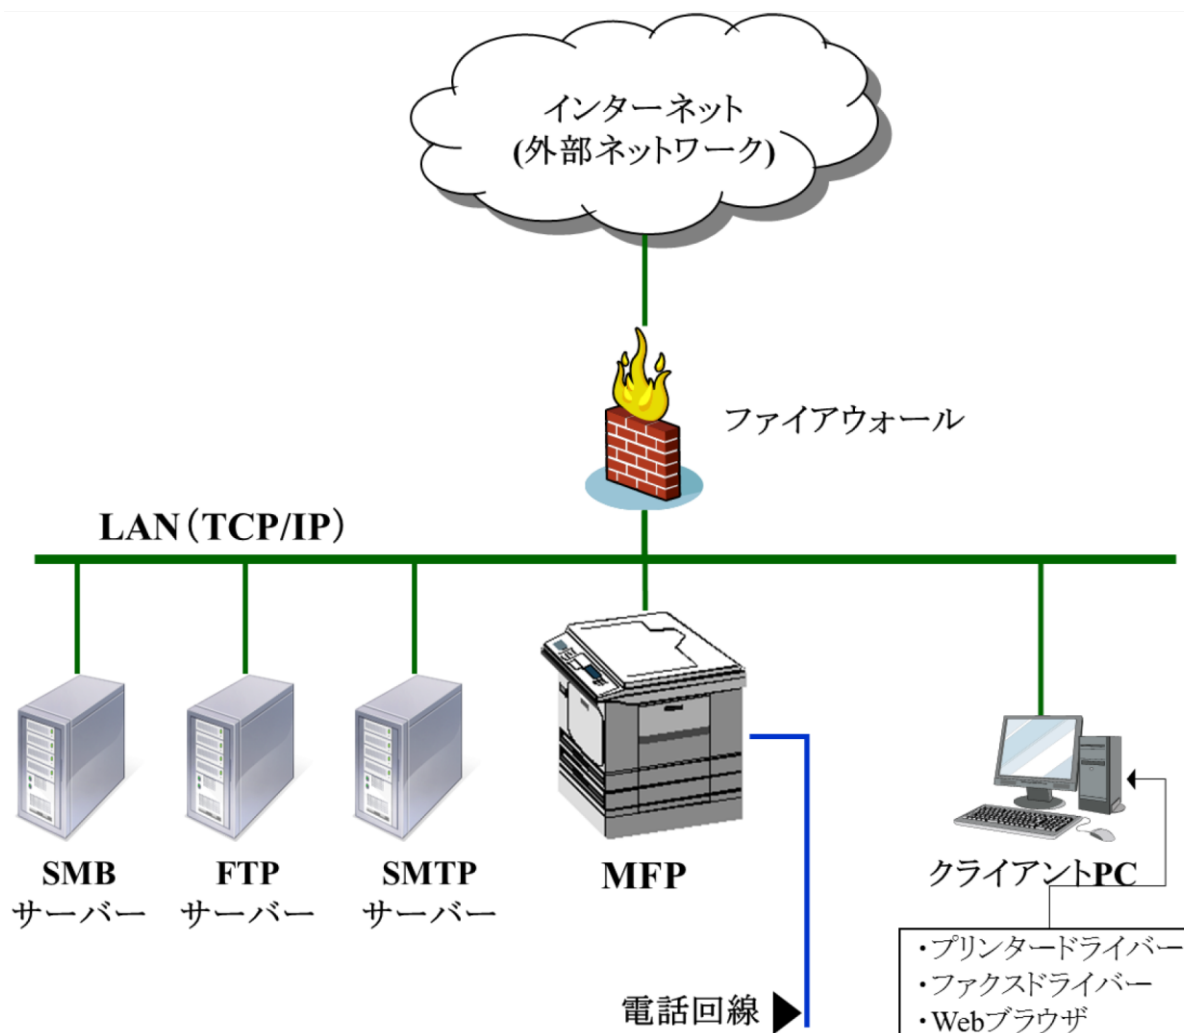 インターネット
(外部ネットワーク)
ファイアウォール
LAN(TCP/IP)
SMB
サーバー
FTP
サーバー
SMTP
サーバー
MFP
クライアントPC
・プリンタードライバー
・ファクスドライバー
・Webブラウザ
電話回線